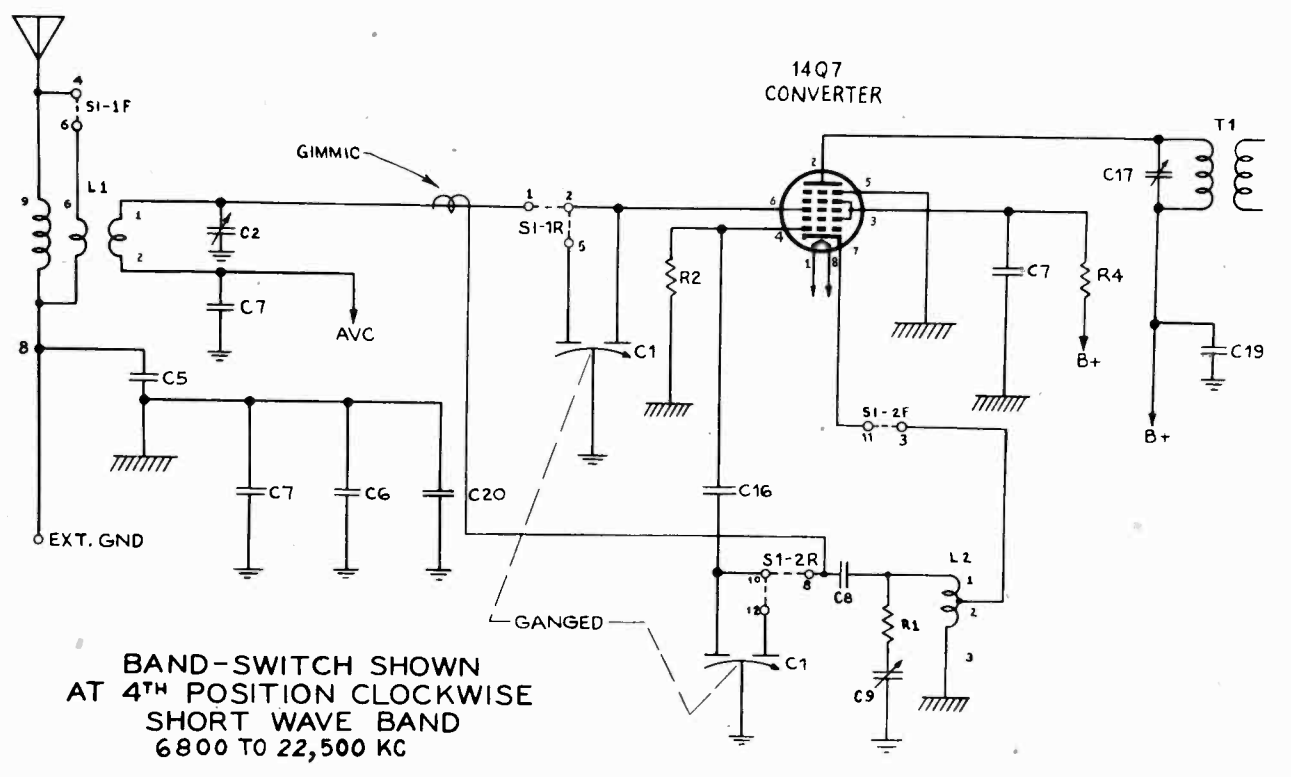 14Q7
CONVERTER
T1
4
S1-1F
6
GIMMIC
2
5
C17
9
L1
6
1
1
2
6
3
C2
S1-1R
4
5
7
2
R2
1
8
C7
R4
C7
AVC
C1
B+
C19
8
C5
S1-2F
11
3
B+
C7
C6
C20
C16
EXT. GND
S1-2R
L2
10
8
C8
1
12
2
GANGED
R1
C1
3
C9
BAND-SWITCH SHOWN
AT 4TH POSITION CLOCKWISE
SHORT WAVE BAND
6800 TO 22,500 KC